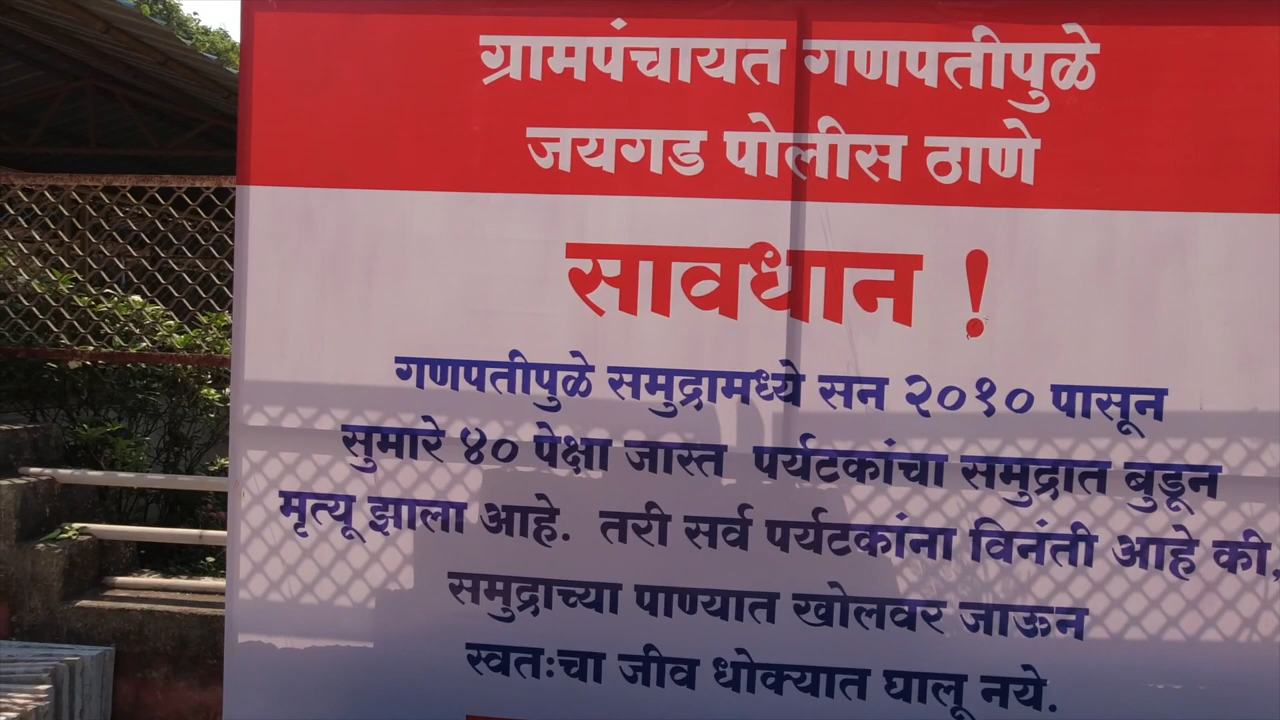 ग्रामपंचायत गणपतीपुळे
जयगड पोलीस ठाणे
सावधान !
गणपतीपुळे समुद्रामध्ये सन २०१० पासून
सुमारे ४० पेक्षा जास्त पर्यटकांचा समुद्रात बुडून
मृत्यू झाला आहे. तरी सर्व पर्यटकांना विनंती आहे की,
समुद्राच्या पाण्यात खोलवर जाऊन
स्वतःचा जीव धोक्यात घालू नये.